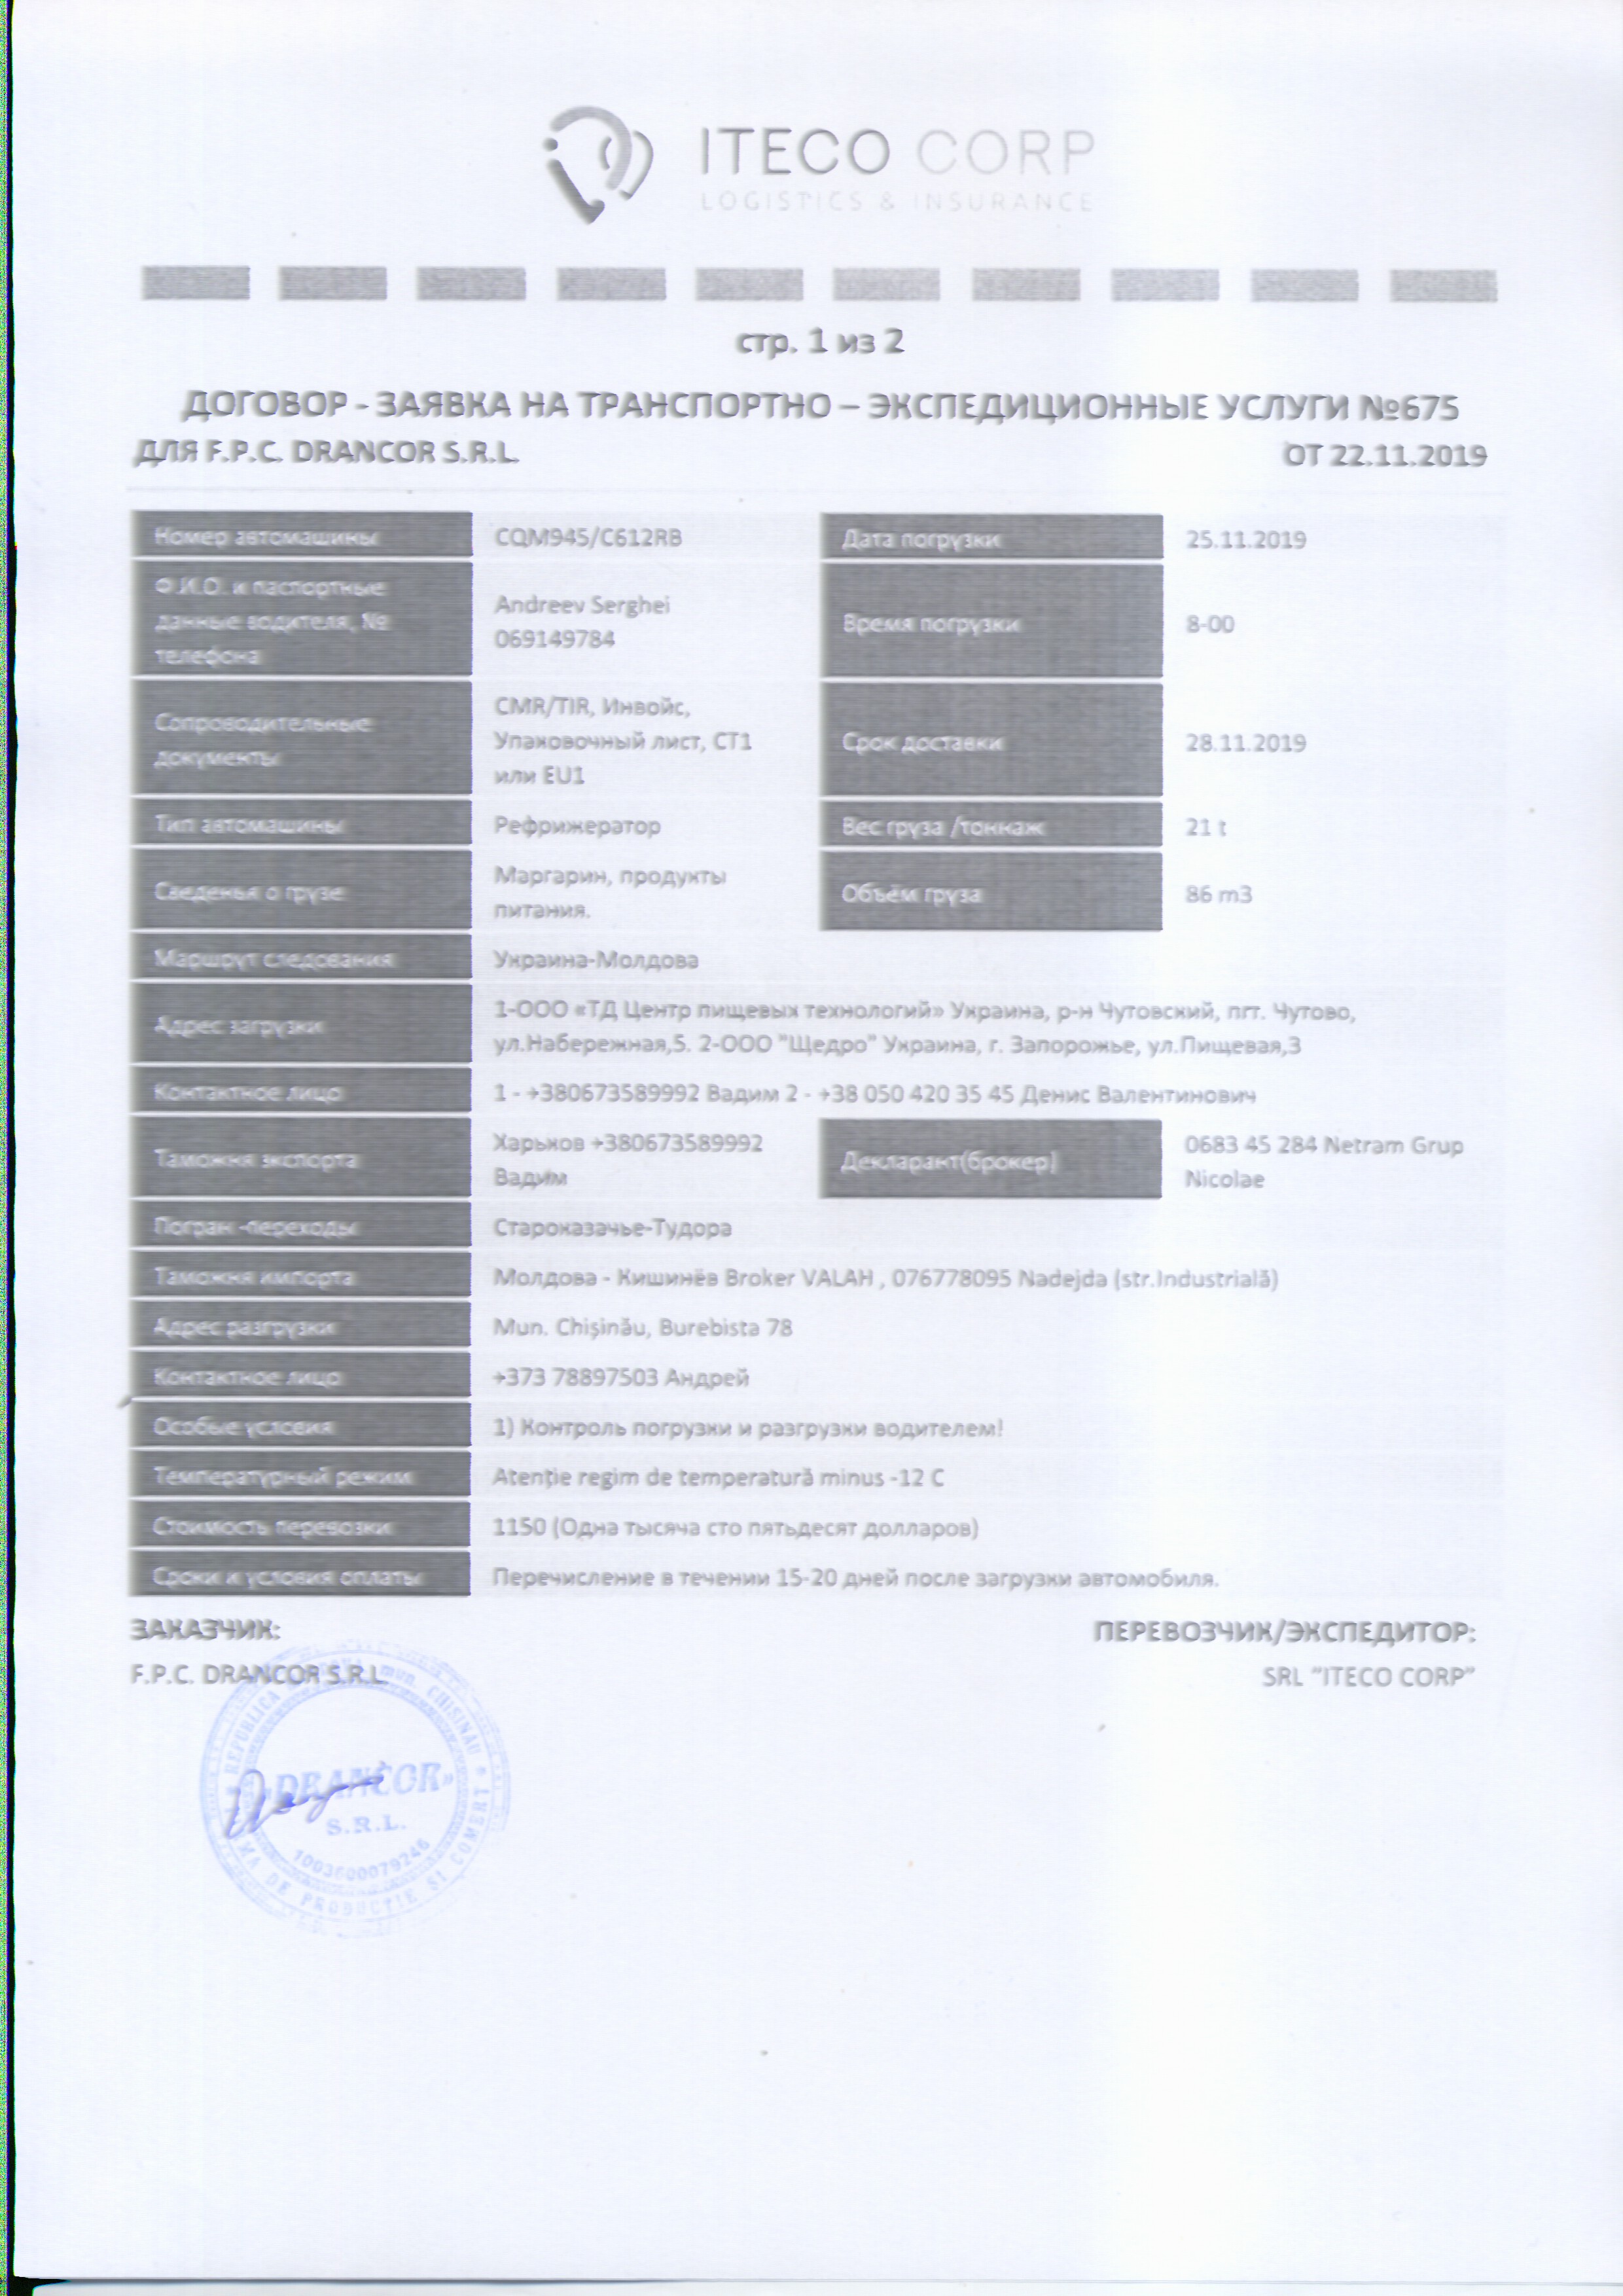 ITECO CORP
LOGISTICS & INSURANCE
стр. 1 из 2
ДОГОВОР - ЗАЯВКА НА ТРАНСПОРТНО – ЭКСПЕДИЦИОННЫЕ УСЛУГИ №675
ДЛЯ F.P.C. DRANCOR S.R.L. ОТ 22.11.2019
Номер автомашины CQM945/C612RB Дата погрузки 25.11.2019
Ф.И.О. и паспортные
данные водителя, №
телефона
Andreev Serghei
069149784
Время погрузки 8-00
Сопроводительные
документы
CMR/TIR, Инвойс,
Упаковочный лист, СТ1
или EU1
Срок доставки 28.11.2019
Тип автомашины Рефрижератор Вес груза /тоннаж 21 t
Сведенья о грузе
Маргарин, продукты
питания.
Объём груза 86 m3
Маршрут следования Украина-Молдова
Адрес загрузки
1-ООО «ТД Центр пищевых технологий» Украина, р-н Чутовский, пгт. Чутово,
ул.Набережная,5. 2-ООО "Щедро" Украина, г. Запорожье, ул.Пищевая,3
Контактное лицо 1 - +380673589992 Вадим 2 - +38 050 420 35 45 Денис Валентинович
Таможня экспорта
Харьков +380673589992
Вадим
Декларант(брокер)
0683 45 284 Netram Grup
Nicolae
Погран -переходы Староказачье-Тудора
Таможня импорта Молдова - Кишинёв Broker VALAH , 076778095 Nadejda (str.Industrială)
Адрес разгрузки Mun. Chișinău, Burebista 78
Контактное лицо +373 78897503 Андрей
Особые условия 1) Контроль погрузки и разгрузки водителем!
Температурный режим Atenție regim de temperatură minus -12 C
Стоимость перевозки 1150 (Одна тысяча сто пятьдесят долларов)
Сроки и условия оплаты Перечисление в течении 15-20 дней после загрузки автомобиля.
ЗАКАЗЧИК: ПЕРЕВОЗЧИК/ЭКСПЕДИТОР:
F.P.C. DRANCOR S.R.L. SRL "ITECO CORP"
REPUBLICA mun. CHISINAU
«DRANCOR»
S.R.L.
1003600079246
DE PRODUCTIE SI COMERT